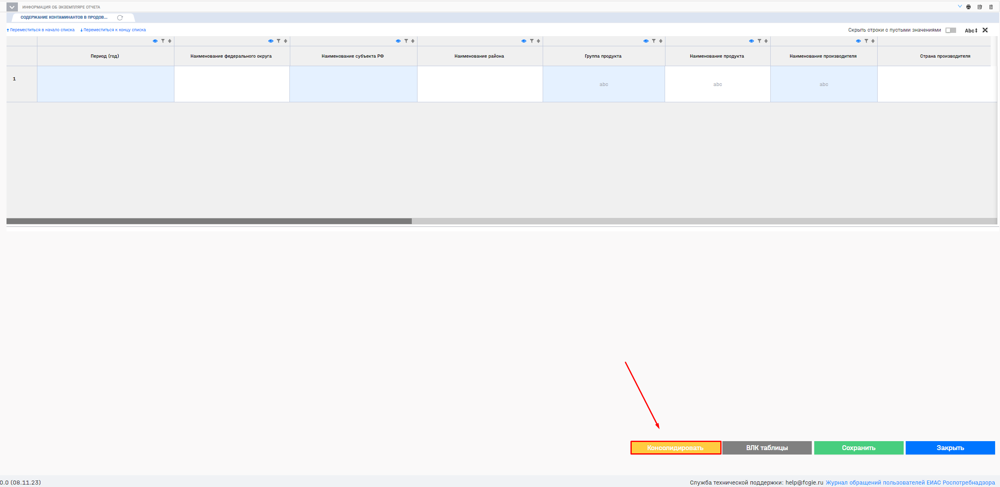 ИНФОРМАЦИЯ ОБ ЭКЗЕМПЛЯРЕ ОТЧЕТА
СОДЕРЖАНИЕ КОНТАМИНАНТОВ В ПРОДОВ...
Переместиться в начало списка Переместиться к концу списка Скрыть строки с пустыми значениями Abc
Период (год) Наименование федерального округа Наименование субъекта РФ Наименование района Группа продукта Наименование продукта Наименование производителя Страна производителя
1 abc abc abc
Консолидировать ВЛК таблицы Сохранить Закрыть
0.0 (08.11.23) Служба технической поддержки: help@fcgie.ru Журнал обращений пользователей ЕИАС Роспотребнадзора